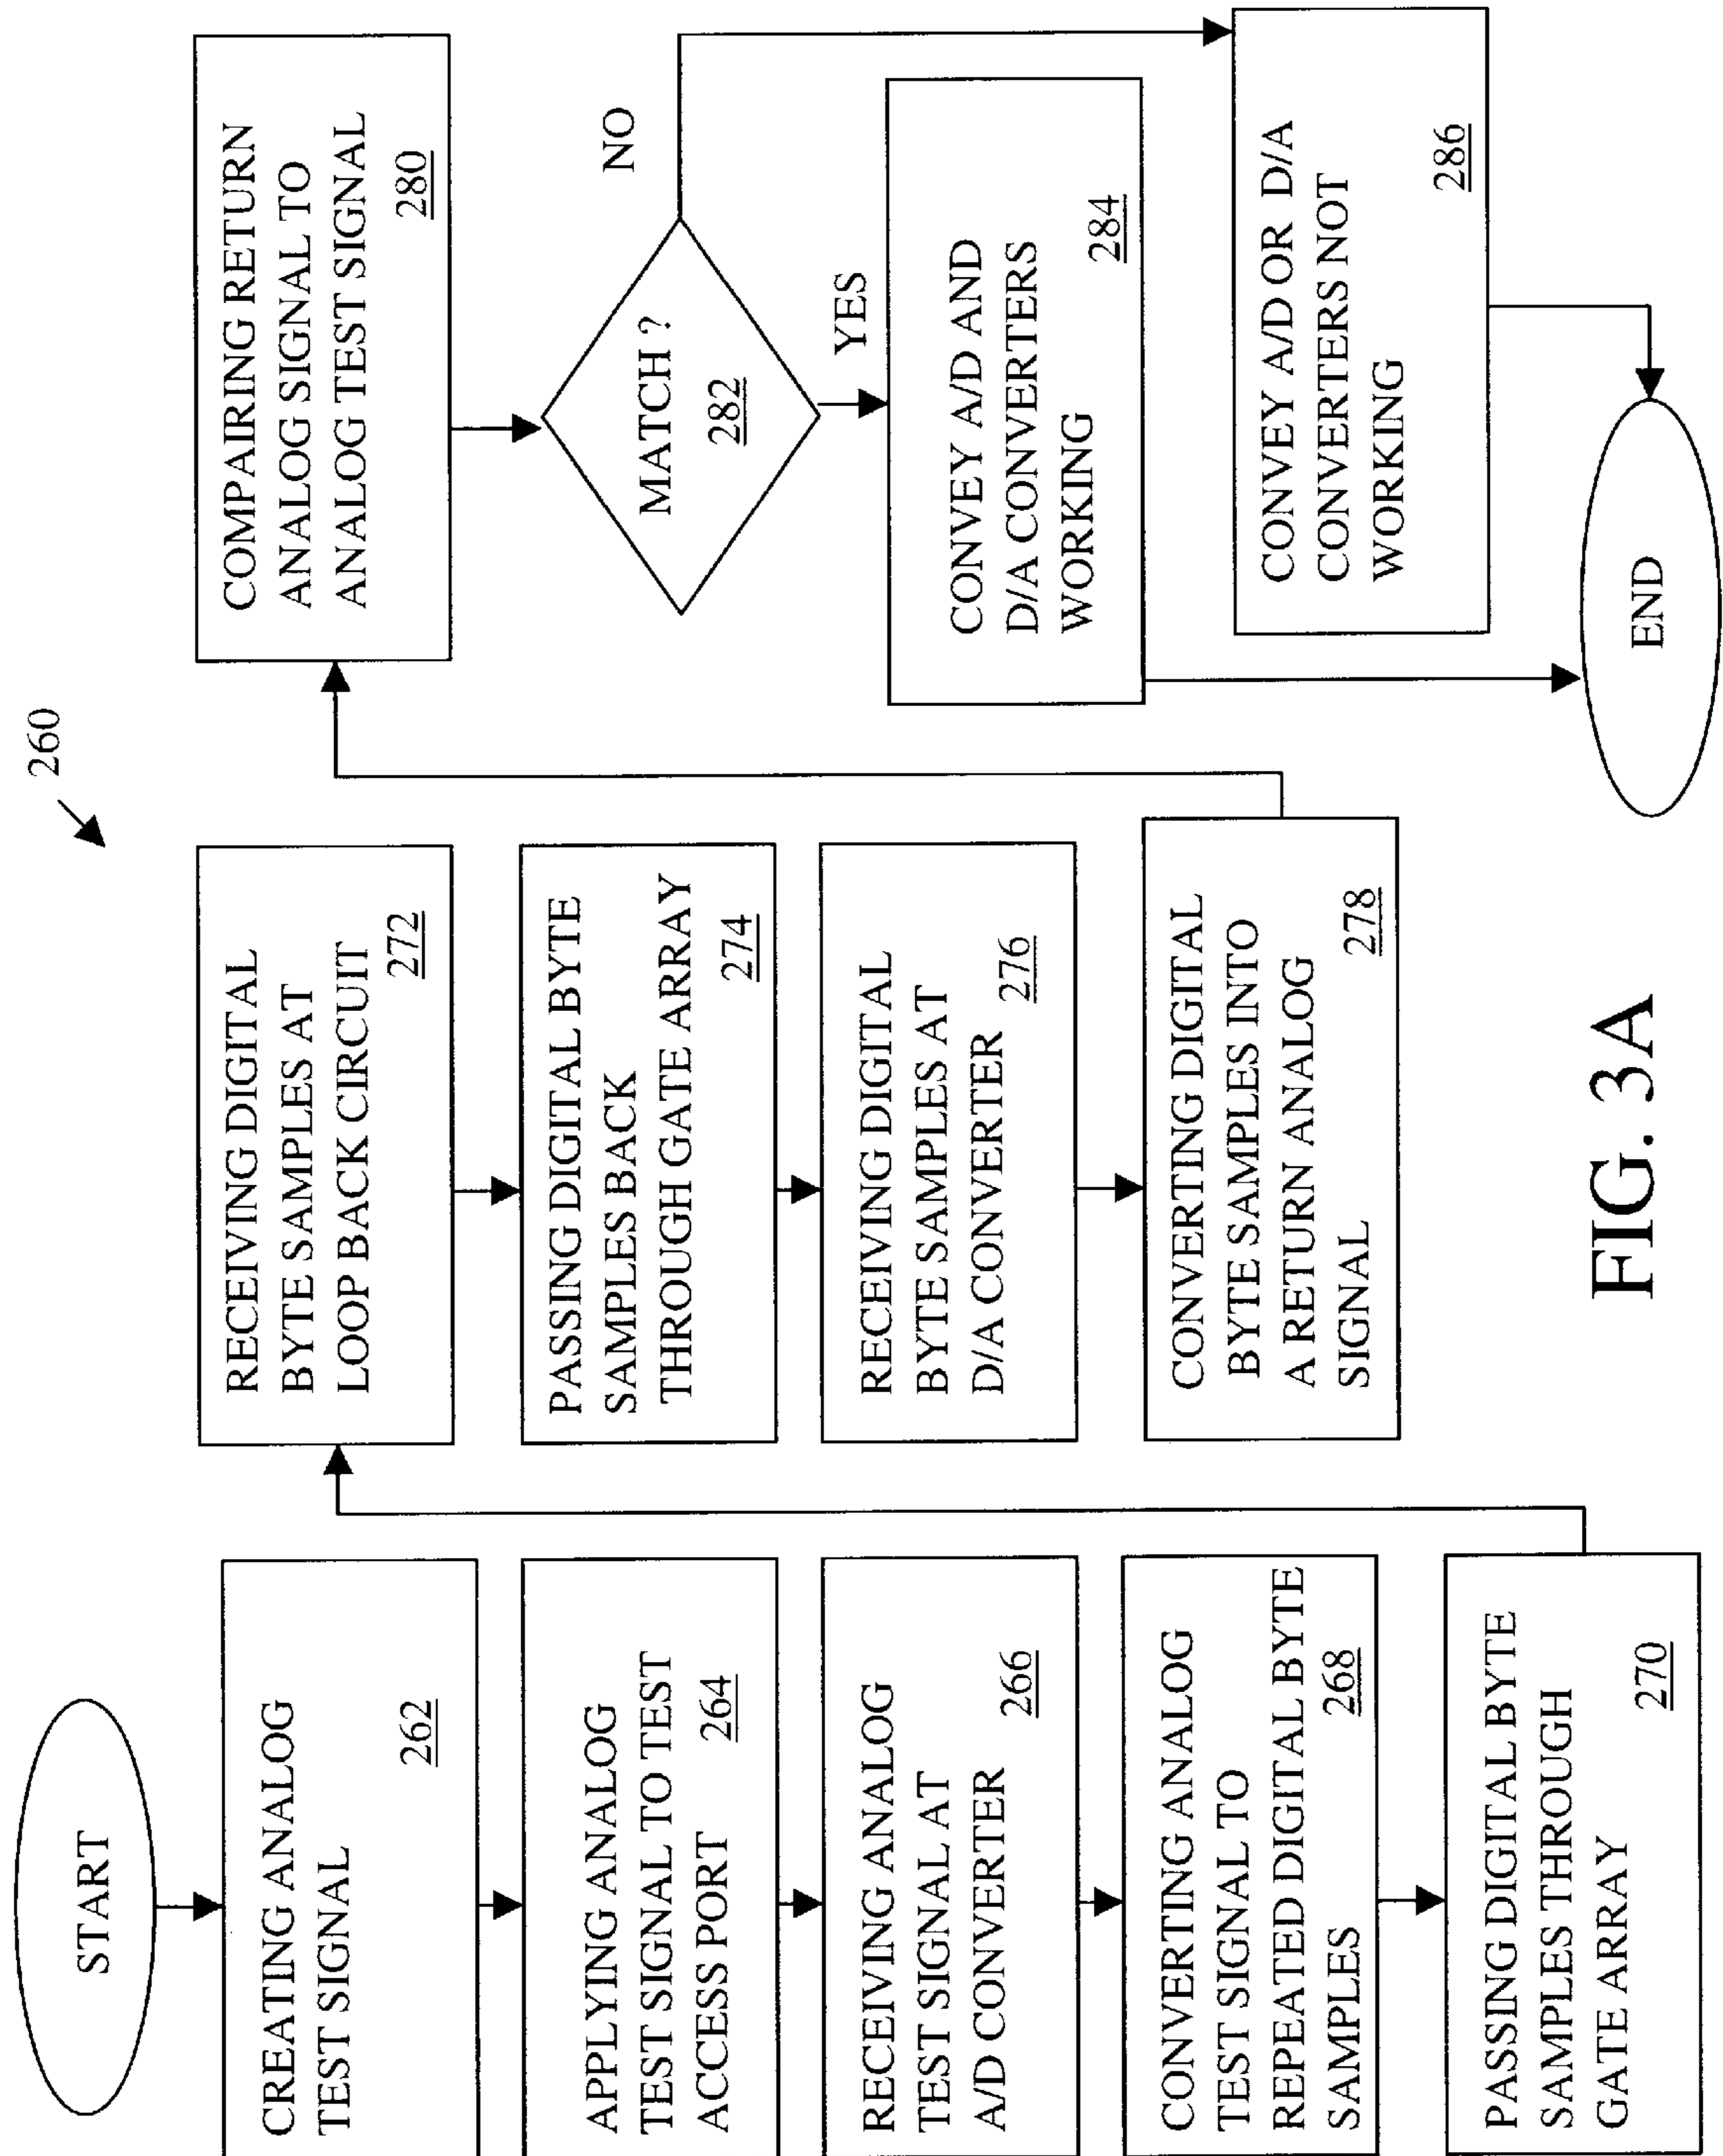 260
START
CREATING ANALOG
TEST SIGNAL
262
APPLYING ANALOG
TEST SIGNAL TO TEST
ACCESS PORT
264
RECEIVING ANALOG
TEST SIGNAL AT
A/D CONVERTER
266
CONVERTING ANALOG
TEST SIGNAL TO
REPEATED DIGITAL BYTE
SAMPLES
268
PASSING DIGITAL BYTE
SAMPLES THROUGH
GATE ARRAY
270
RECEIVING DIGITAL
BYTE SAMPLES AT
LOOP BACK CIRCUIT
272
PASSING DIGITAL BYTE
SAMPLES BACK
THROUGH GATE ARRAY
274
RECEIVING DIGITAL
BYTE SAMPLES AT
D/A CONVERTER
276
CONVERTING DIGITAL
BYTE SAMPLES INTO
A RETURN ANALOG
SIGNAL
278
COMPAIRING RETURN
ANALOG SIGNAL TO
ANALOG TEST SIGNAL
280
MATCH ?
282
NO
YES
CONVEY A/D AND
D/A CONVERTERS
WORKING
284
CONVEY A/D OR D/A
CONVERTERS NOT
WORKING
286
END
FIG. 3A